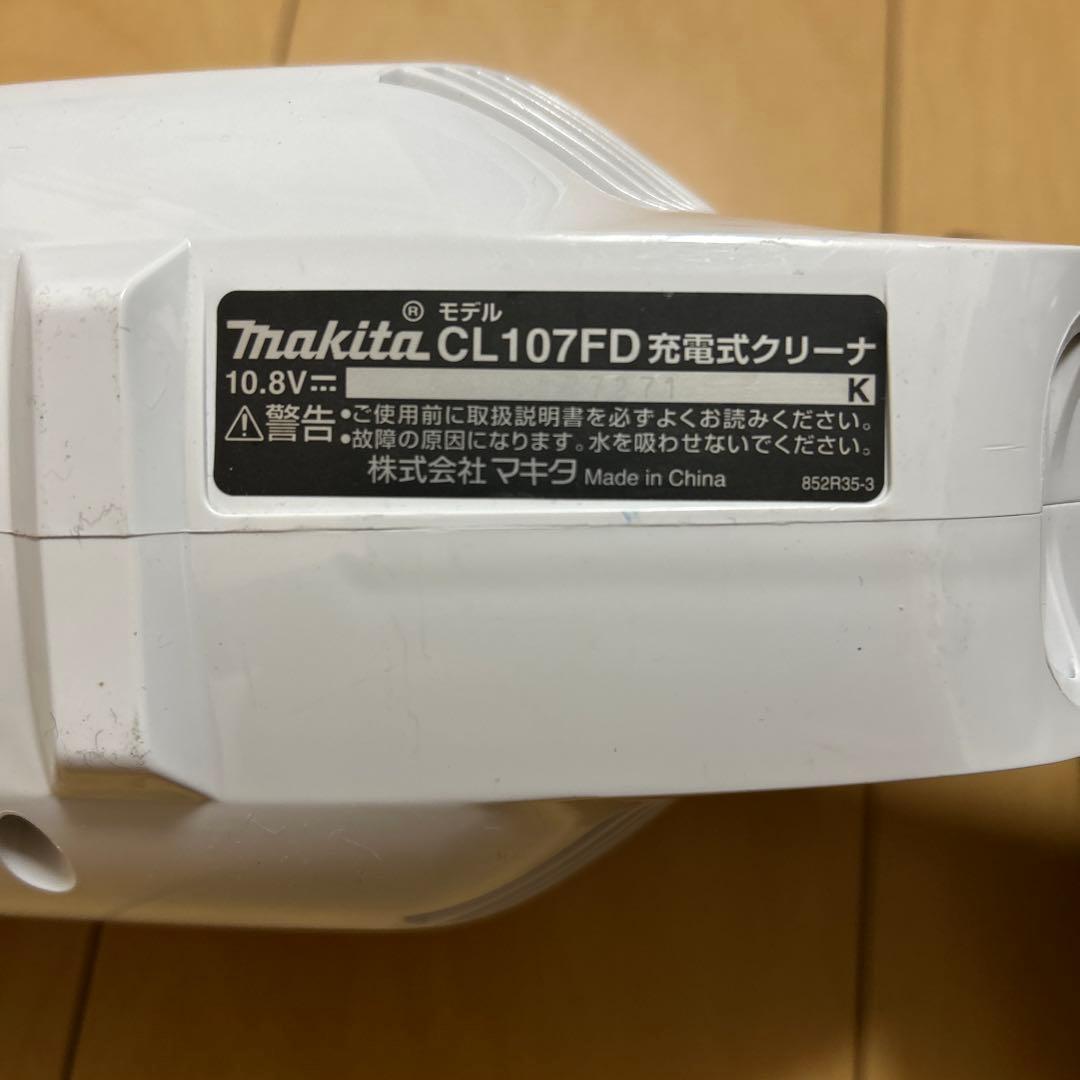 ® モデル
makita CL107FD 充電式クリーナ
10.8V⎓ 7271 K
⚠警告 •ご使用前に取扱説明書を必ずよくお読みください。
•故障の原因になります。水を吸わせないでください。
株式会社マキタ Made in China 852R35-3